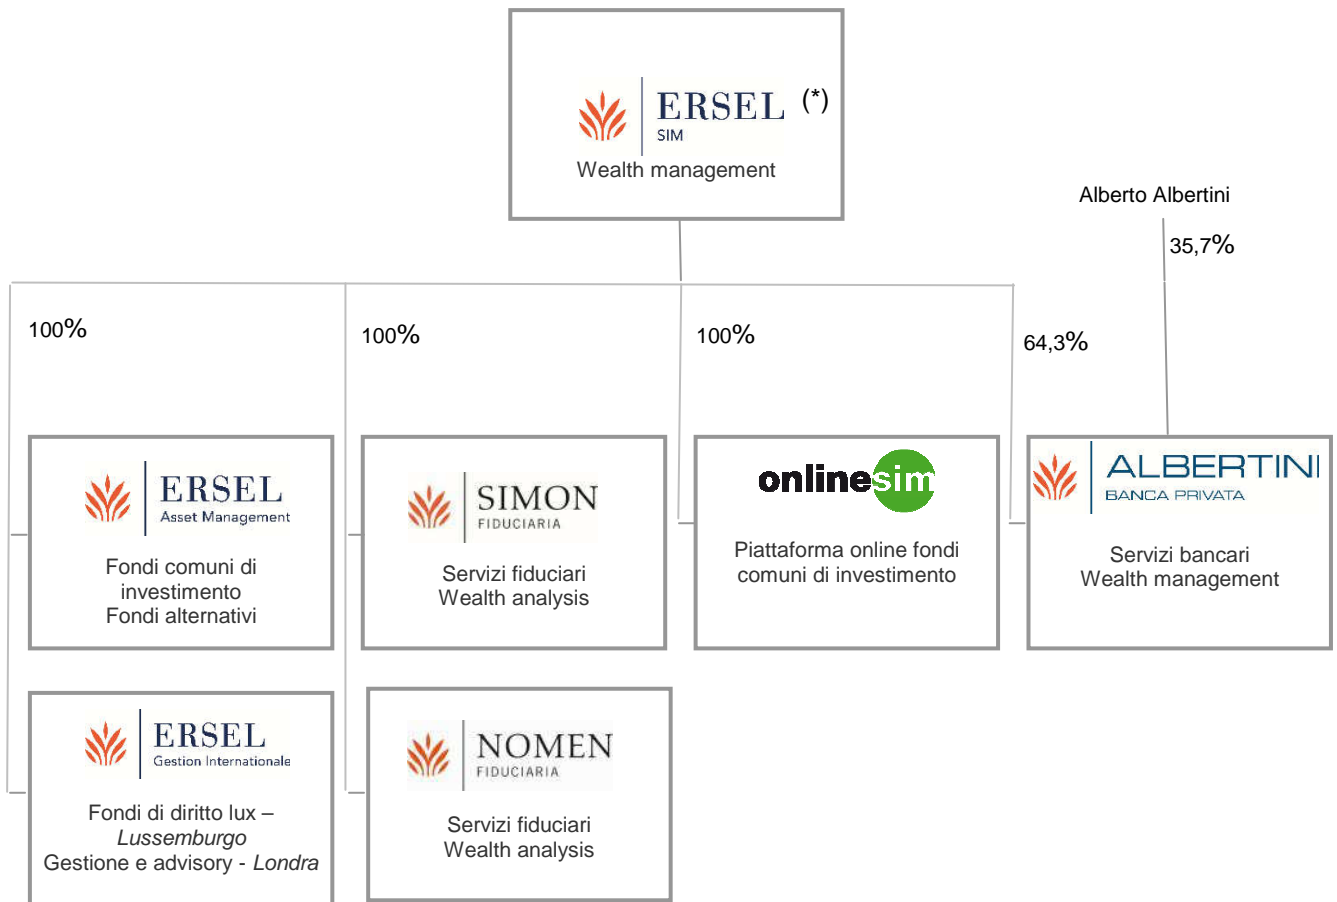 ERSEL (*)
SIM
Wealth management
Alberto Albertini
35,7%
100%
100%
100%
64,3%
ERSEL
Asset Management
Fondi comuni di
investimento
Fondi alternativi
SIMON
FIDUCIARIA
Servizi fiduciari
Wealth analysis
onlinesim
Piattaforma online fondi
comuni di investimento
ALBERTINI
BANCA PRIVATA
Servizi bancari
Wealth management
ERSEL
Gestion Internationale
Fondi di diritto lux –
Lussemburgo
Gestione e advisory - Londra
NOMEN
FIDUCIARIA
Servizi fiduciari
Wealth analysis